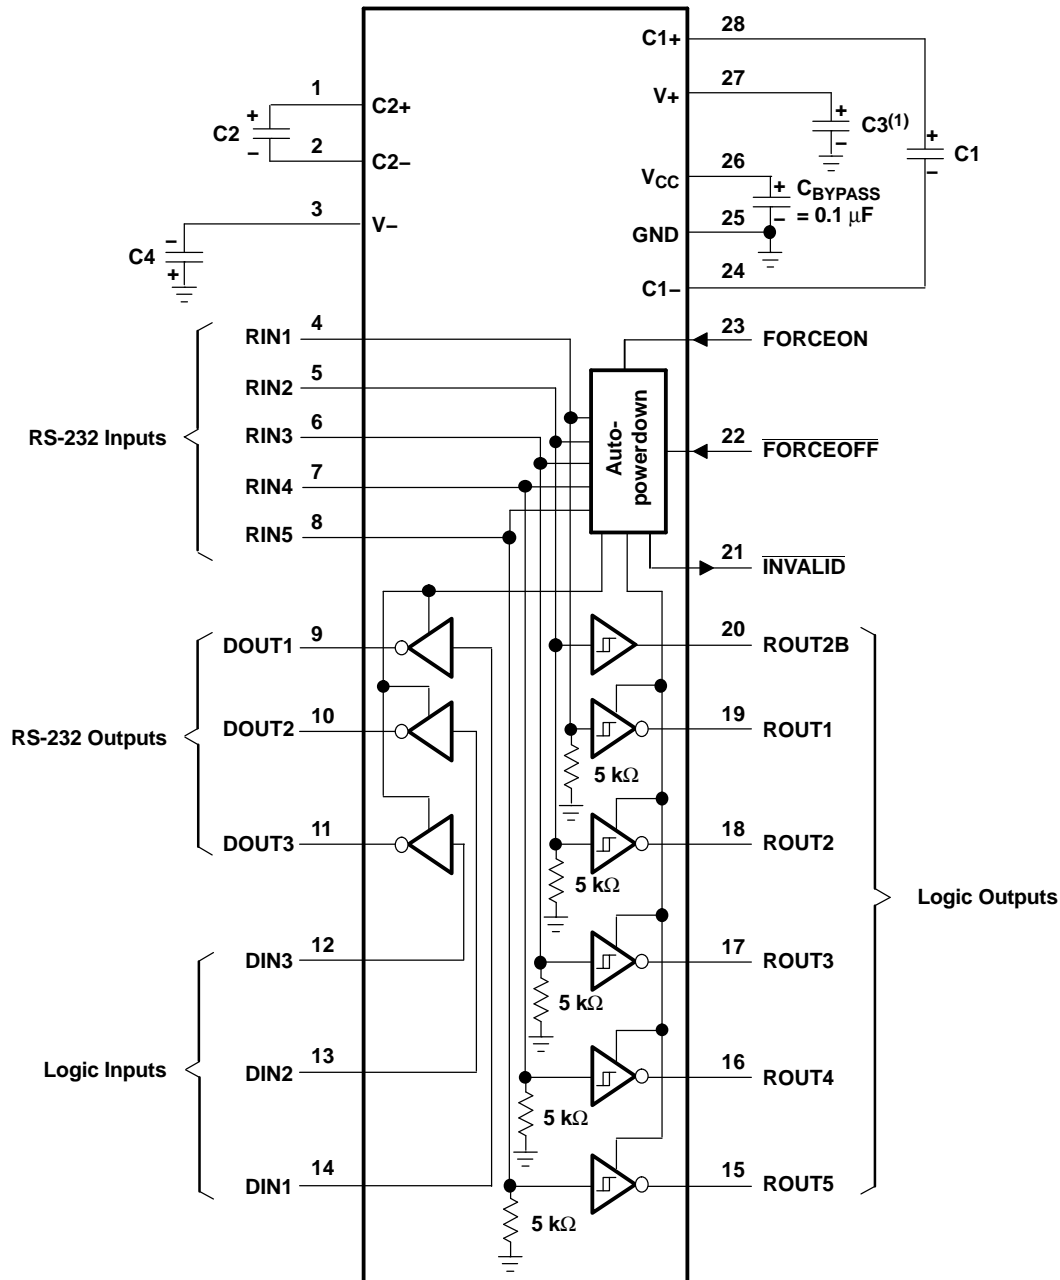 28
C1+
27
V+
C3(1)
+
−
1
C2+
C2
+
−
2
C2−
26
VCC
+
−
CBYPASS
= 0.1 μF
+
C1
−
3
V−
25
GND
−
C4
+
24
C1−
RS-232 Inputs
RIN1
4
RIN2
5
RIN3
6
RIN4
7
RIN5
8
Auto-
powerdown
23
FORCEON
22
FORCEOFF
21
INVALID
RS-232 Outputs
DOUT1
9
DOUT2
10
DOUT3
11
20
ROUT2B
19
ROUT1
5 kΩ
18
ROUT2
5 kΩ
Logic Outputs
17
ROUT3
5 kΩ
16
ROUT4
5 kΩ
15
ROUT5
5 kΩ
Logic Inputs
DIN3
12
DIN2
13
DIN1
14